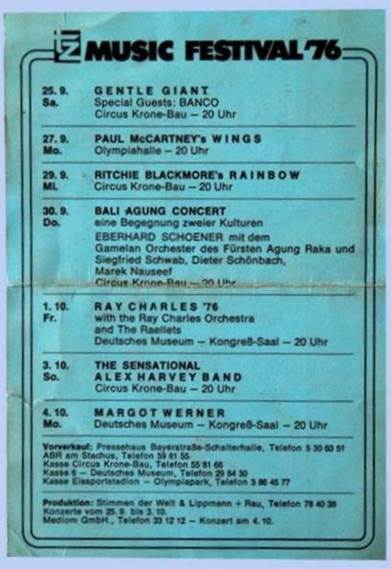 tz MUSIC FESTIVAL '76
25. 9. GENTLE GIANT
Sa. Special Guests: BANCO
Circus Krone-Bau – 20 Uhr
27. 9. PAUL McCARTNEY's WINGS
Mo. Olympiahalle – 20 Uhr
29. 9. RITCHIE BLACKMORE's RAINBOW
Mi. Circus Krone-Bau – 20 Uhr
30. 9. BALI AGUNG CONCERT
Do. eine Begegnung zweier Kulturen
EBERHARD SCHOENER mit dem
Gamelan Orchester des Fürsten Agung Raka und
Siegfried Schwab, Dieter Schönbach,
Marek Nauseef
Circus Krone-Bau – 20 Uhr
1. 10. RAY CHARLES '76
Fr. with the Ray Charles Orchestra
and The Raellets
Deutsches Museum – Kongreß-Saal – 20 Uhr
3. 10. THE SENSATIONAL
So. ALEX HARVEY BAND
Circus Krone-Bau – 20 Uhr
4. 10. MARGOT WERNER
Mo. Deutsches Museum – Kongreß-Saal – 20 Uhr
Vorverkauf: Pressehaus Bayerstraße-Schalterhalle, Telefon 5 30 63 51
ABR am Stachus, Telefon 59 81 55
Kasse Circus Krone-Bau, Telefon 55 81 66
Kasse 6 – Deutsches Museum, Telefon 29 84 30
Kasse Eissportstadion – Olympiapark, Telefon 3 86 45 77
Produktion: Stimmen der Welt & Lippmann + Rau, Telefon 78 40 38
Konzerte vom 25. 9. bis 3. 10.
Mediom GmbH., Telefon 33 12 12 – Konzert am 4. 10.